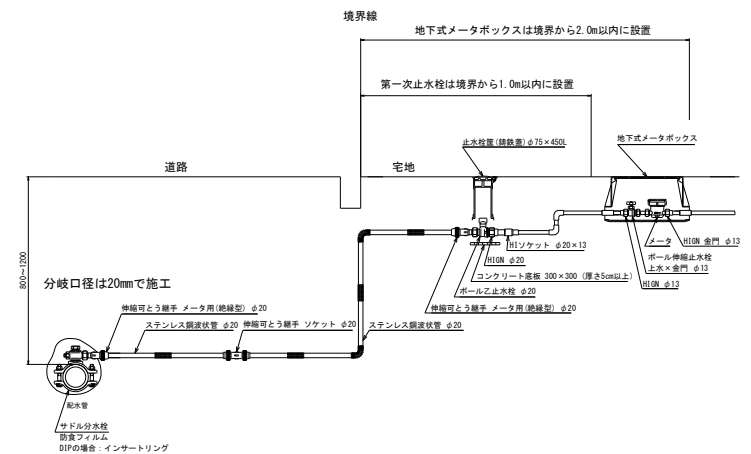 境界線
地下式メータボックスは境界から2.0m以内に設置
第一次止水栓は境界から1.0m以内に設置
止水栓筐(鋳鉄蓋)φ75×450L
地下式メータボックス
道路
宅地
メータ
HIGN 金門 φ13
ボール伸縮止水栓
上水×金門 φ13
HIGN φ13
HIソケット φ20×13
HIGN φ20
コンクリート底板 300×300 (厚さ5cm以上)
ボール乙止水栓 φ20
伸縮可とう継手 メータ用(絶縁型) φ20
800~1200
分岐口径は20mmで施工
伸縮可とう継手 メータ用(絶縁型) φ20
ステンレス鋼波状管 φ20
伸縮可とう継手 ソケット φ20
ステンレス鋼波状管 φ20
配水管
サドル分水栓
防食フィルム
DIPの場合：インサートリング